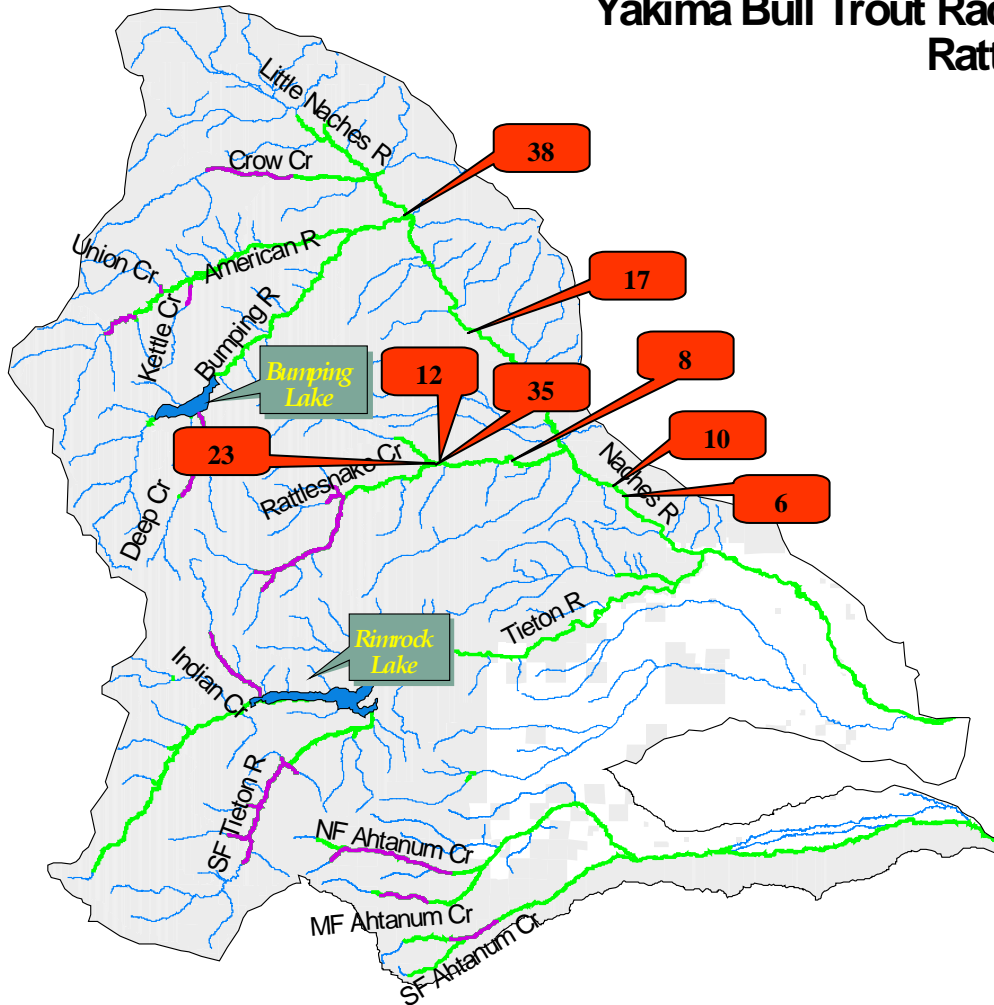 Yakima Bull Trout
Little Naches R
38
Crow Cr
Union Cr
American R
17
Kettle Cr
Bumping R
8
Bumping
Lake
12
35
10
23
Rattlesnake Cr
Naches R
6
Deep Cr
Tieton R
Rimrock
Lake
Indian Cr
SF Tieton R
NF Ahtanum Cr
MF Ahtanum Cr
SF Ahtanum Cr